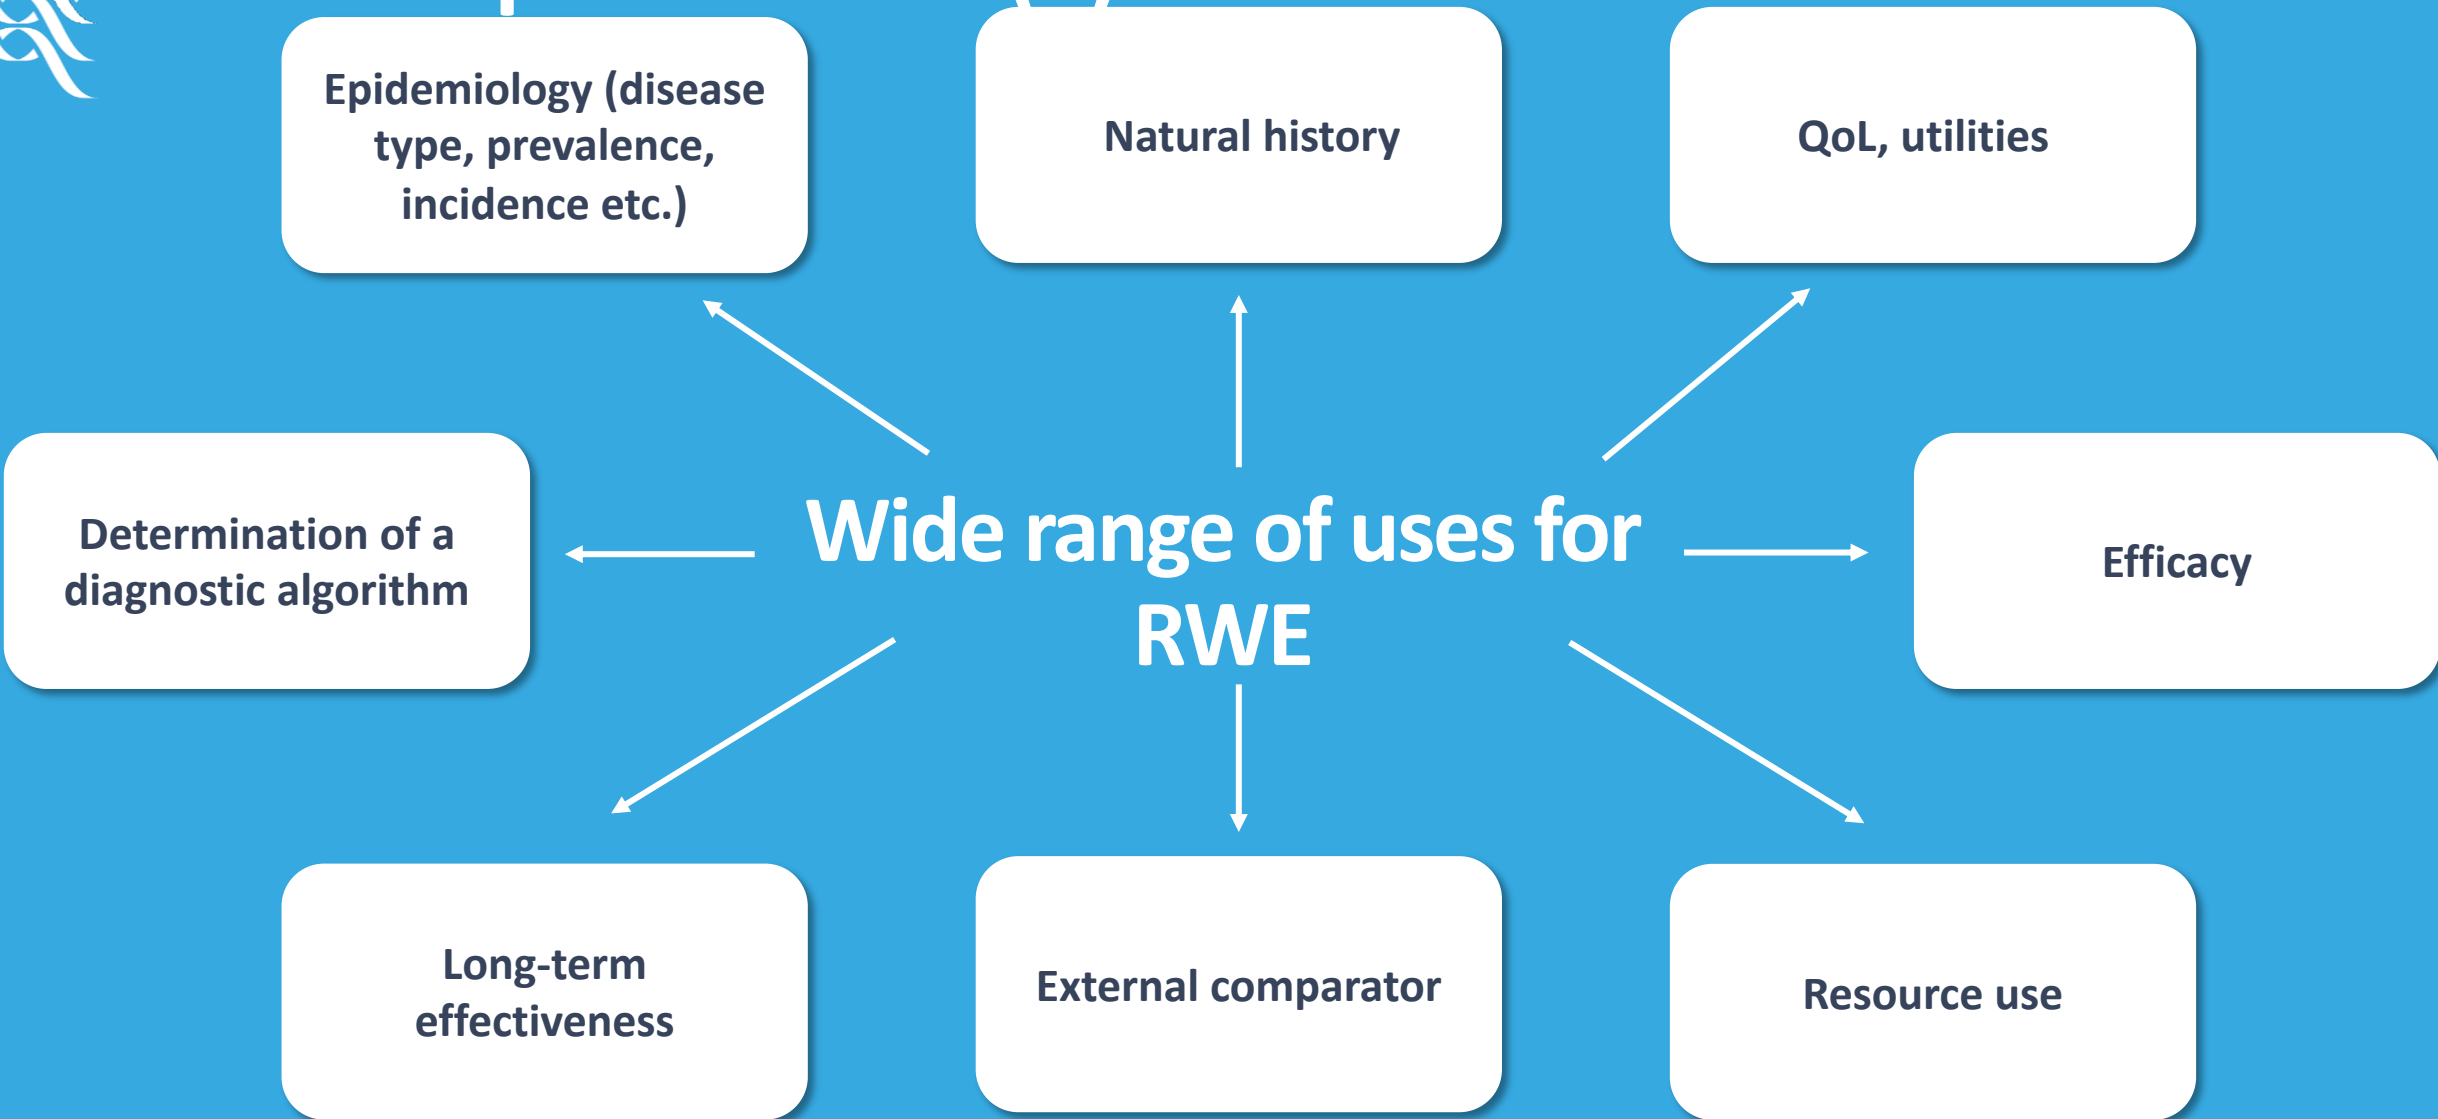 Epidemiology (disease
type, prevalence,
incidence etc.)
Natural history
QoL, utilities
Determination of a
diagnostic algorithm
Wide range of uses for
RWE
Efficacy
Long-term
effectiveness
External comparator
Resource use